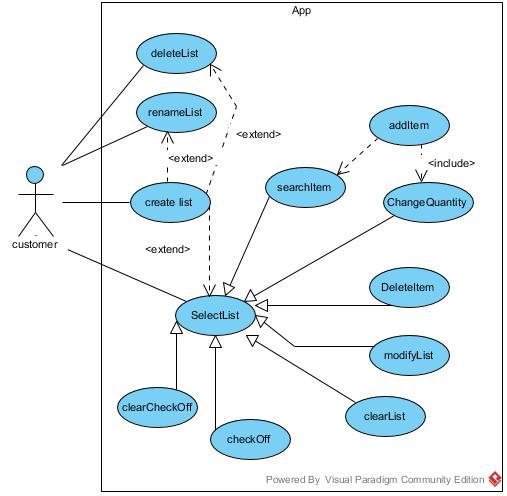 App
deleteList
renameList
<extend>
addItem
<extend>
<include>
searchItem
create list
ChangeQuantity
customer
<extend>
DeleteItem
SelectList
modifyList
clearCheckOff
clearList
checkOff
Powered By Visual Paradigm Community Edition